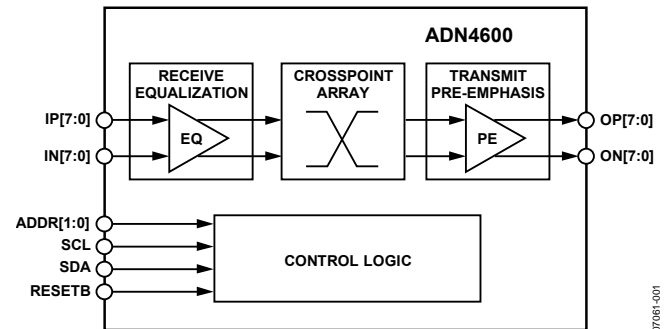 ADN4600
RECEIVE
EQUALIZATION
CROSSPOINT
ARRAY
TRANSMIT
PRE-EMPHASIS
IP[7:0]
IN[7:0]
EQ
PE
OP[7:0]
ON[7:0]
ADDR[1:0]
SCL
SDA
RESETB
CONTROL LOGIC
07061-001